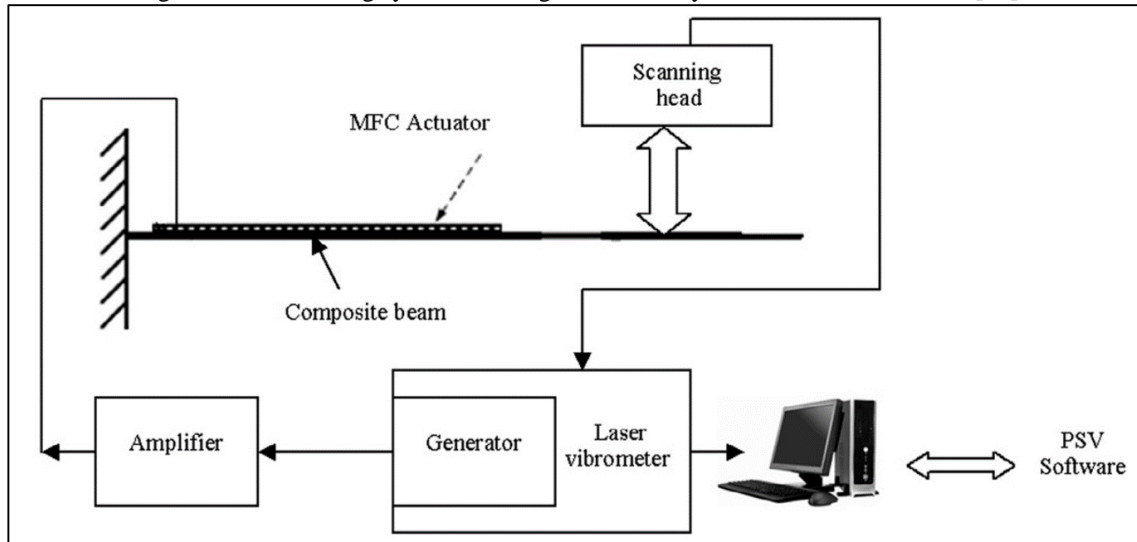 Scanning
head
MFC Actuator
Composite beam
Amplifier
Generator
Laser
vibrometer
PSV
Software